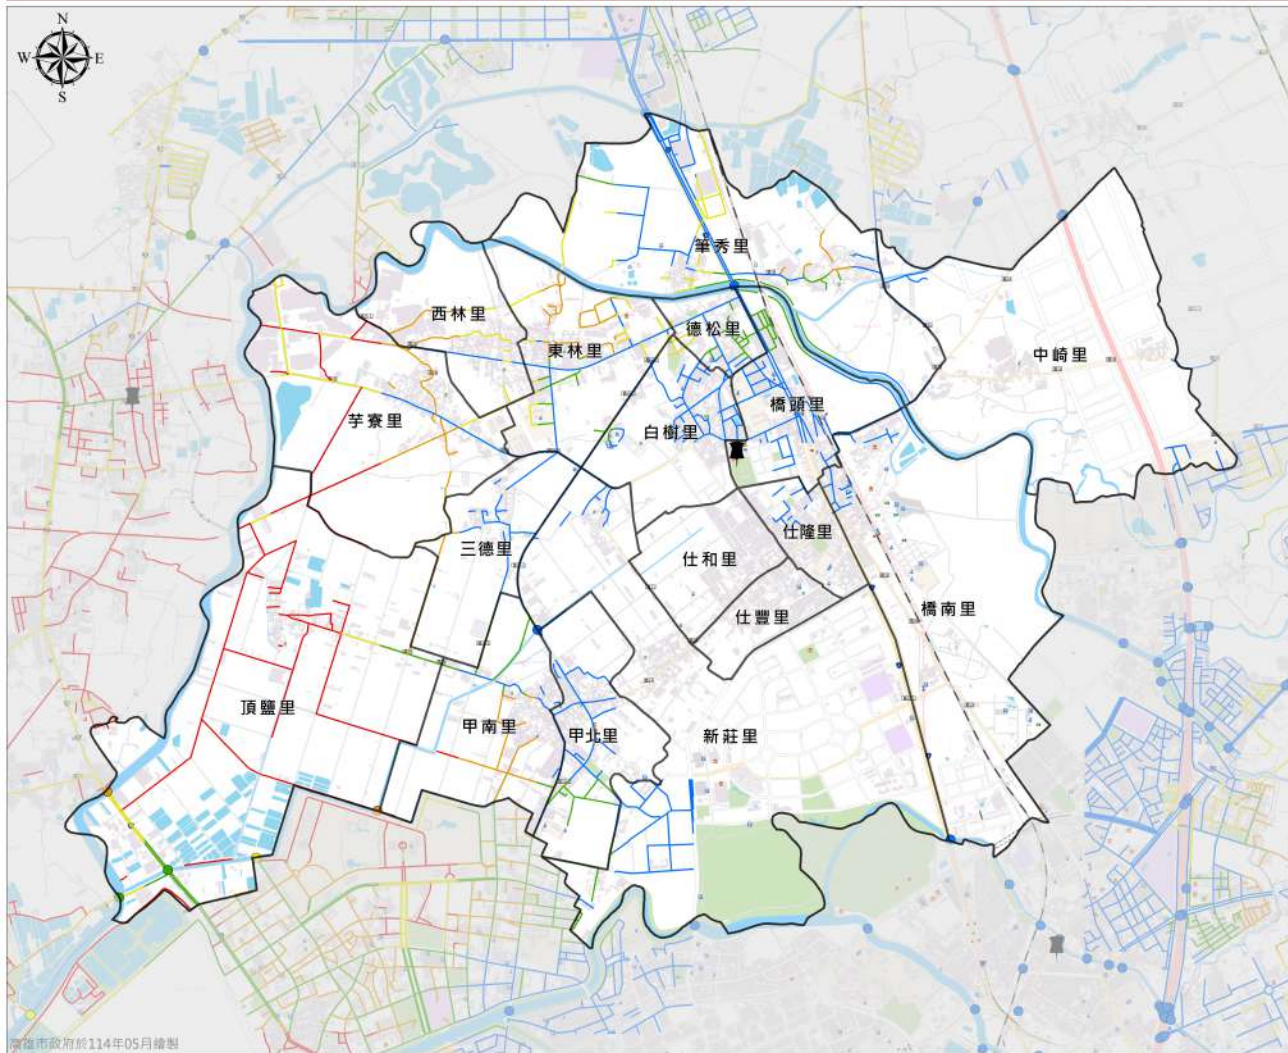 N
W E
S
筆秀里
西林里
德松里
東林里
中崎里
橋頭里
芋寮里
白樹里
仕隆里
三德里
仕和里
橋南里
仕豐里
頂鹽里
甲南里
甲北里
新莊里
高雄市政府於114年05月繪製